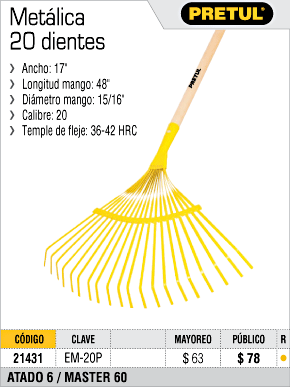 Metálica
20 dientes
PRETUL®
❯ Ancho: 17"
❯ Longitud mango: 48"
❯ Diámetro mango: 15/16"
❯ Calibre: 20
❯ Temple de fleje: 36-42 HRC
PRETUL
CÓDIGO CLAVE MAYOREO PÚBLICO R
21431 EM-20P $ 63 $ 78 ●
ATADO 6 / MASTER 60